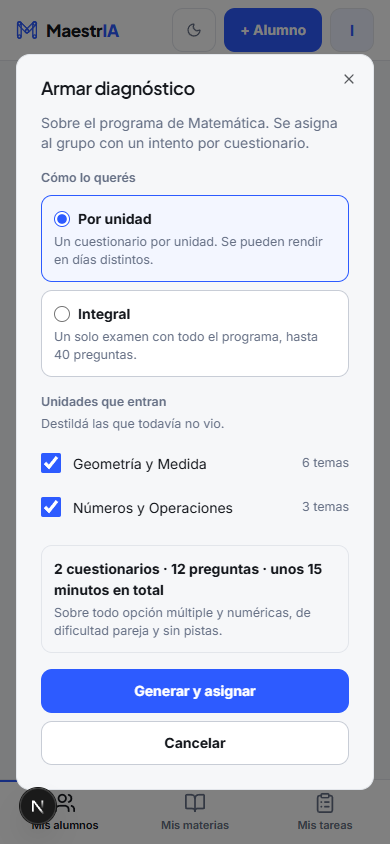 MaestrIA
+ Alumno
I
Armar diagnóstico
Sobre el programa de Matemática. Se asigna
al grupo con un intento por cuestionario.
Cómo lo querés
Por unidad
Un cuestionario por unidad. Se pueden rendir
en días distintos.
Integral
Un solo examen con todo el programa, hasta
40 preguntas.
Unidades que entran
Destildá las que todavía no vio.
Geometría y Medida 6 temas
Números y Operaciones 3 temas
2 cuestionarios · 12 preguntas · unos 15
minutos en total
Sobre todo opción múltiple y numéricas, de
dificultad pareja y sin pistas.
Generar y asignar
Cancelar
N
Mis alumnos
Mis materias
Mis tareas